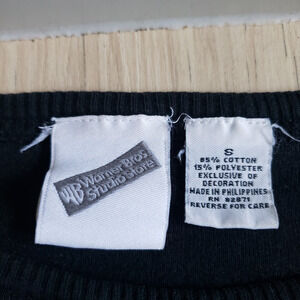 WB Warner Bros
Studio Store
S
85% COTTON
15% POLYESTER
EXCLUSIVE OF
DECORATION
MADE IN PHILIPPINES
RN 82871
REVERSE FOR CARE